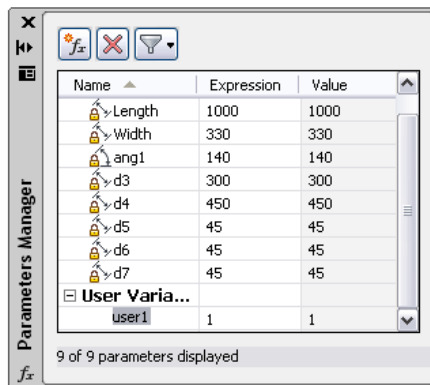 Name Expression Value
Length 1000 1000
Width 330 330
ang1 140 140
d3 300 300
d4 450 450
d5 45 45
d6 45 45
d7 45 45
User Varia...
user1 1 1
9 of 9 parameters displayed
Parameters Manager
fx